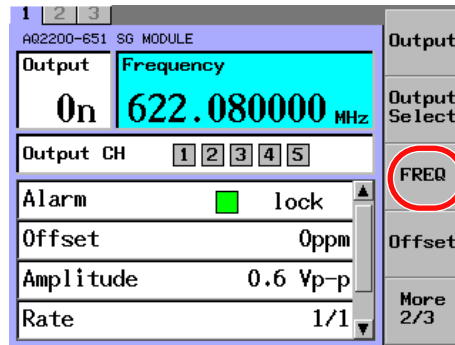 1 2 3
AQ2200-651 SG MODULE
Output Frequency
On 622.080000 MHz
Output CH 1 2 3 4 5
Alarm lock
Offset 0ppm
Amplitude 0.6 Vp-p
Rate 1/1
Output
Output
Select
FREQ
Offset
More
2/3